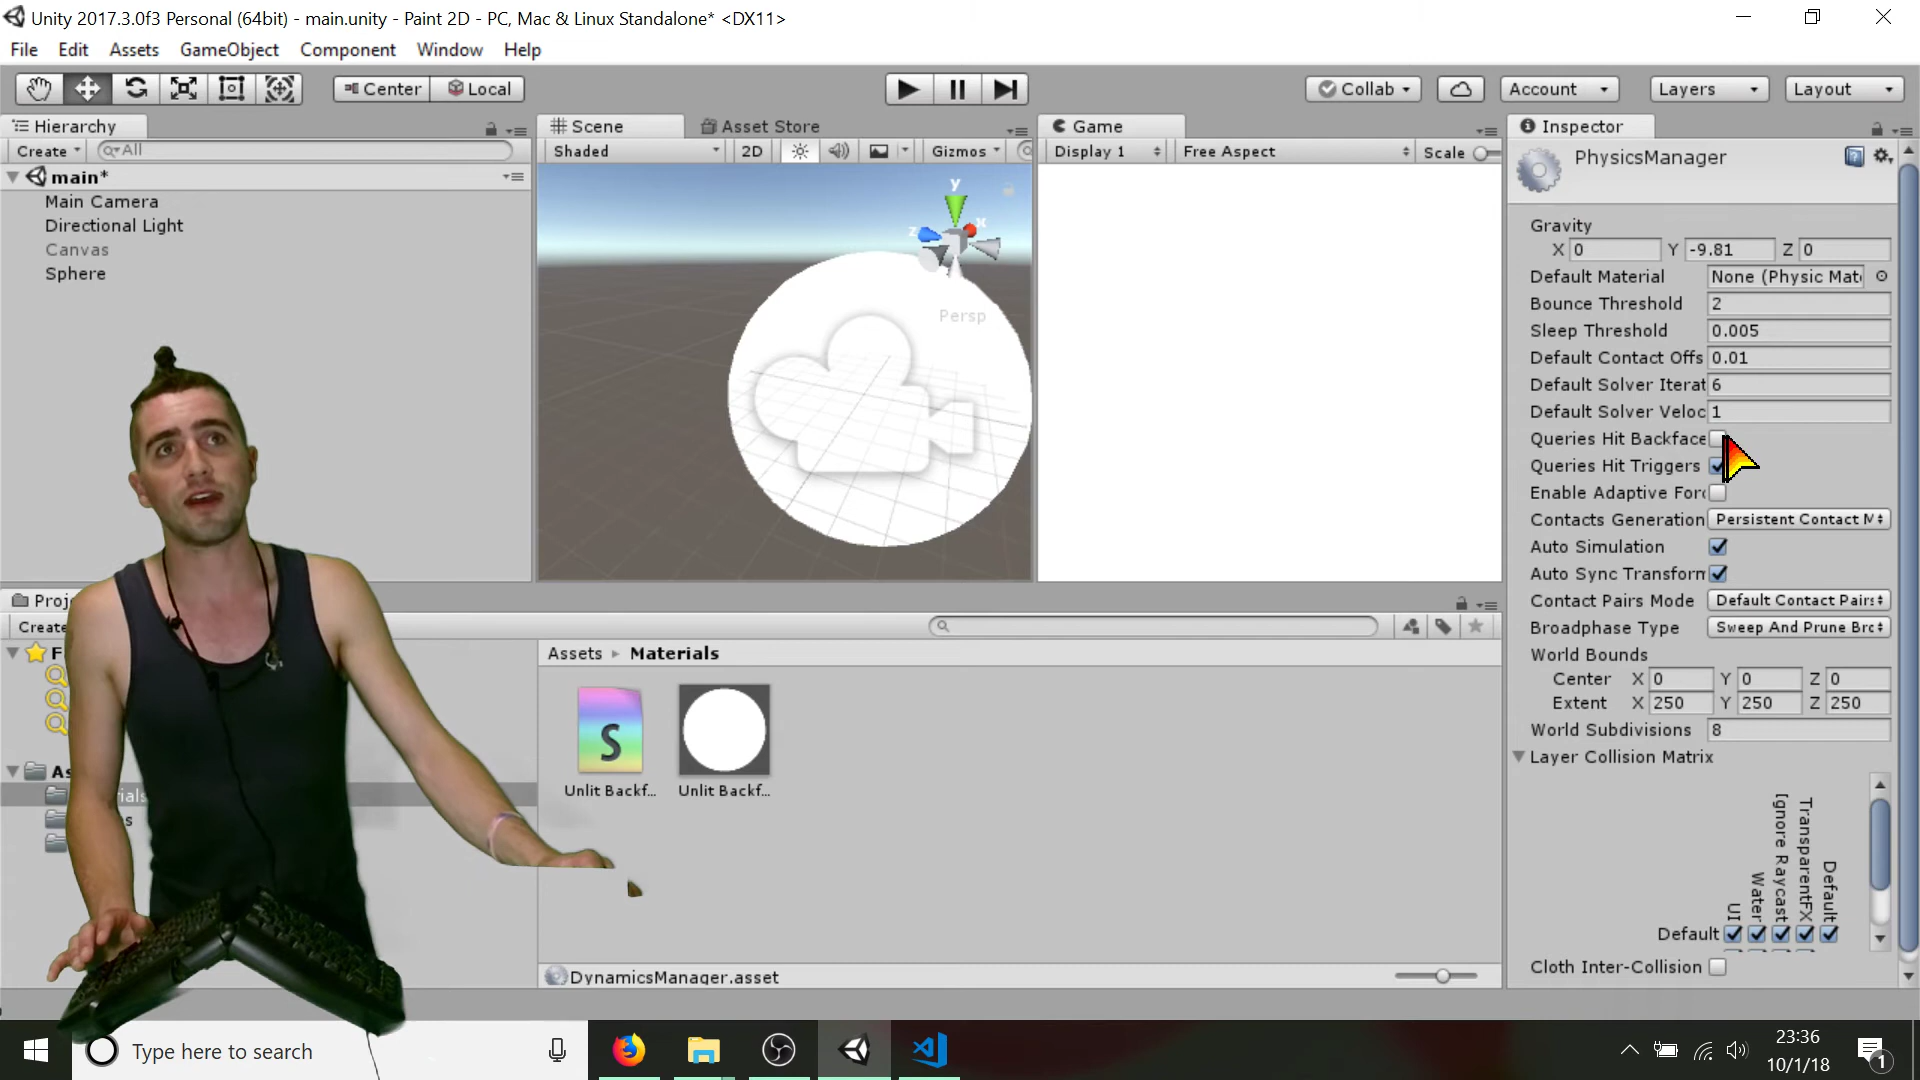 Unity 2017.3.0f3 Personal (64bit) - main.unity - Paint 2D - PC, Mac & Linux Standalone* <DX11>
File Edit Assets GameObject Component Window Help
Center Local Collab Account Layers Layout
Hierarchy
Create All
main*
Main Camera
Directional Light
Canvas
Sphere
Scene Asset Store
Shaded 2D Gizmos
y
x
z
Persp
Game
Display 1 Free Aspect Scale
Inspector
PhysicsManager
Gravity
X 0 Y -9.81 Z 0
Default Material None (Physic Mat
Bounce Threshold 2
Sleep Threshold 0.005
Default Contact Offs 0.01
Default Solver Iterat 6
Default Solver Veloc 1
Queries Hit Backface
Queries Hit Triggers
Enable Adaptive For
Contacts Generation Persistent Contact M
Auto Simulation
Auto Sync Transform
Contact Pairs Mode Default Contact Pairs
Broadphase Type Sweep And Prune Bro
World Bounds
Center X 0 Y 0 Z 0
Extent X 250 Y 250 Z 250
World Subdivisions 8
Layer Collision Matrix
UI
Water
Ignore Raycast
TransparentFX
Default
Default
Cloth Inter-Collision
Proj
Create
F
As
ials
s
Assets Materials
S
Unlit Backf... Unlit Backf...
DynamicsManager.asset
Type here to search
23:36
10/1/18
1